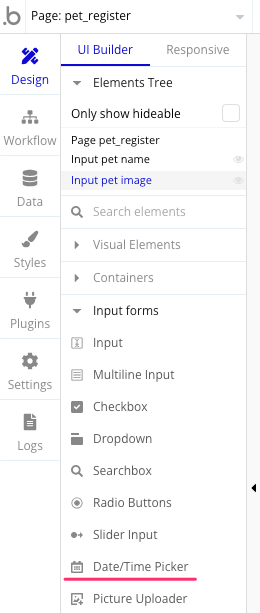 .b Page: pet_register
UI Builder Responsive
Design
Elements Tree
Only show hideable
Workflow
Page pet_register
Input pet name
Input pet image
Data
Search elements
Styles
Visual Elements
Containers
Plugins
Input forms
Input
Settings
Multiline Input
Checkbox
Logs
Dropdown
Searchbox
Radio Buttons
Slider Input
Date/Time Picker
Picture Uploader